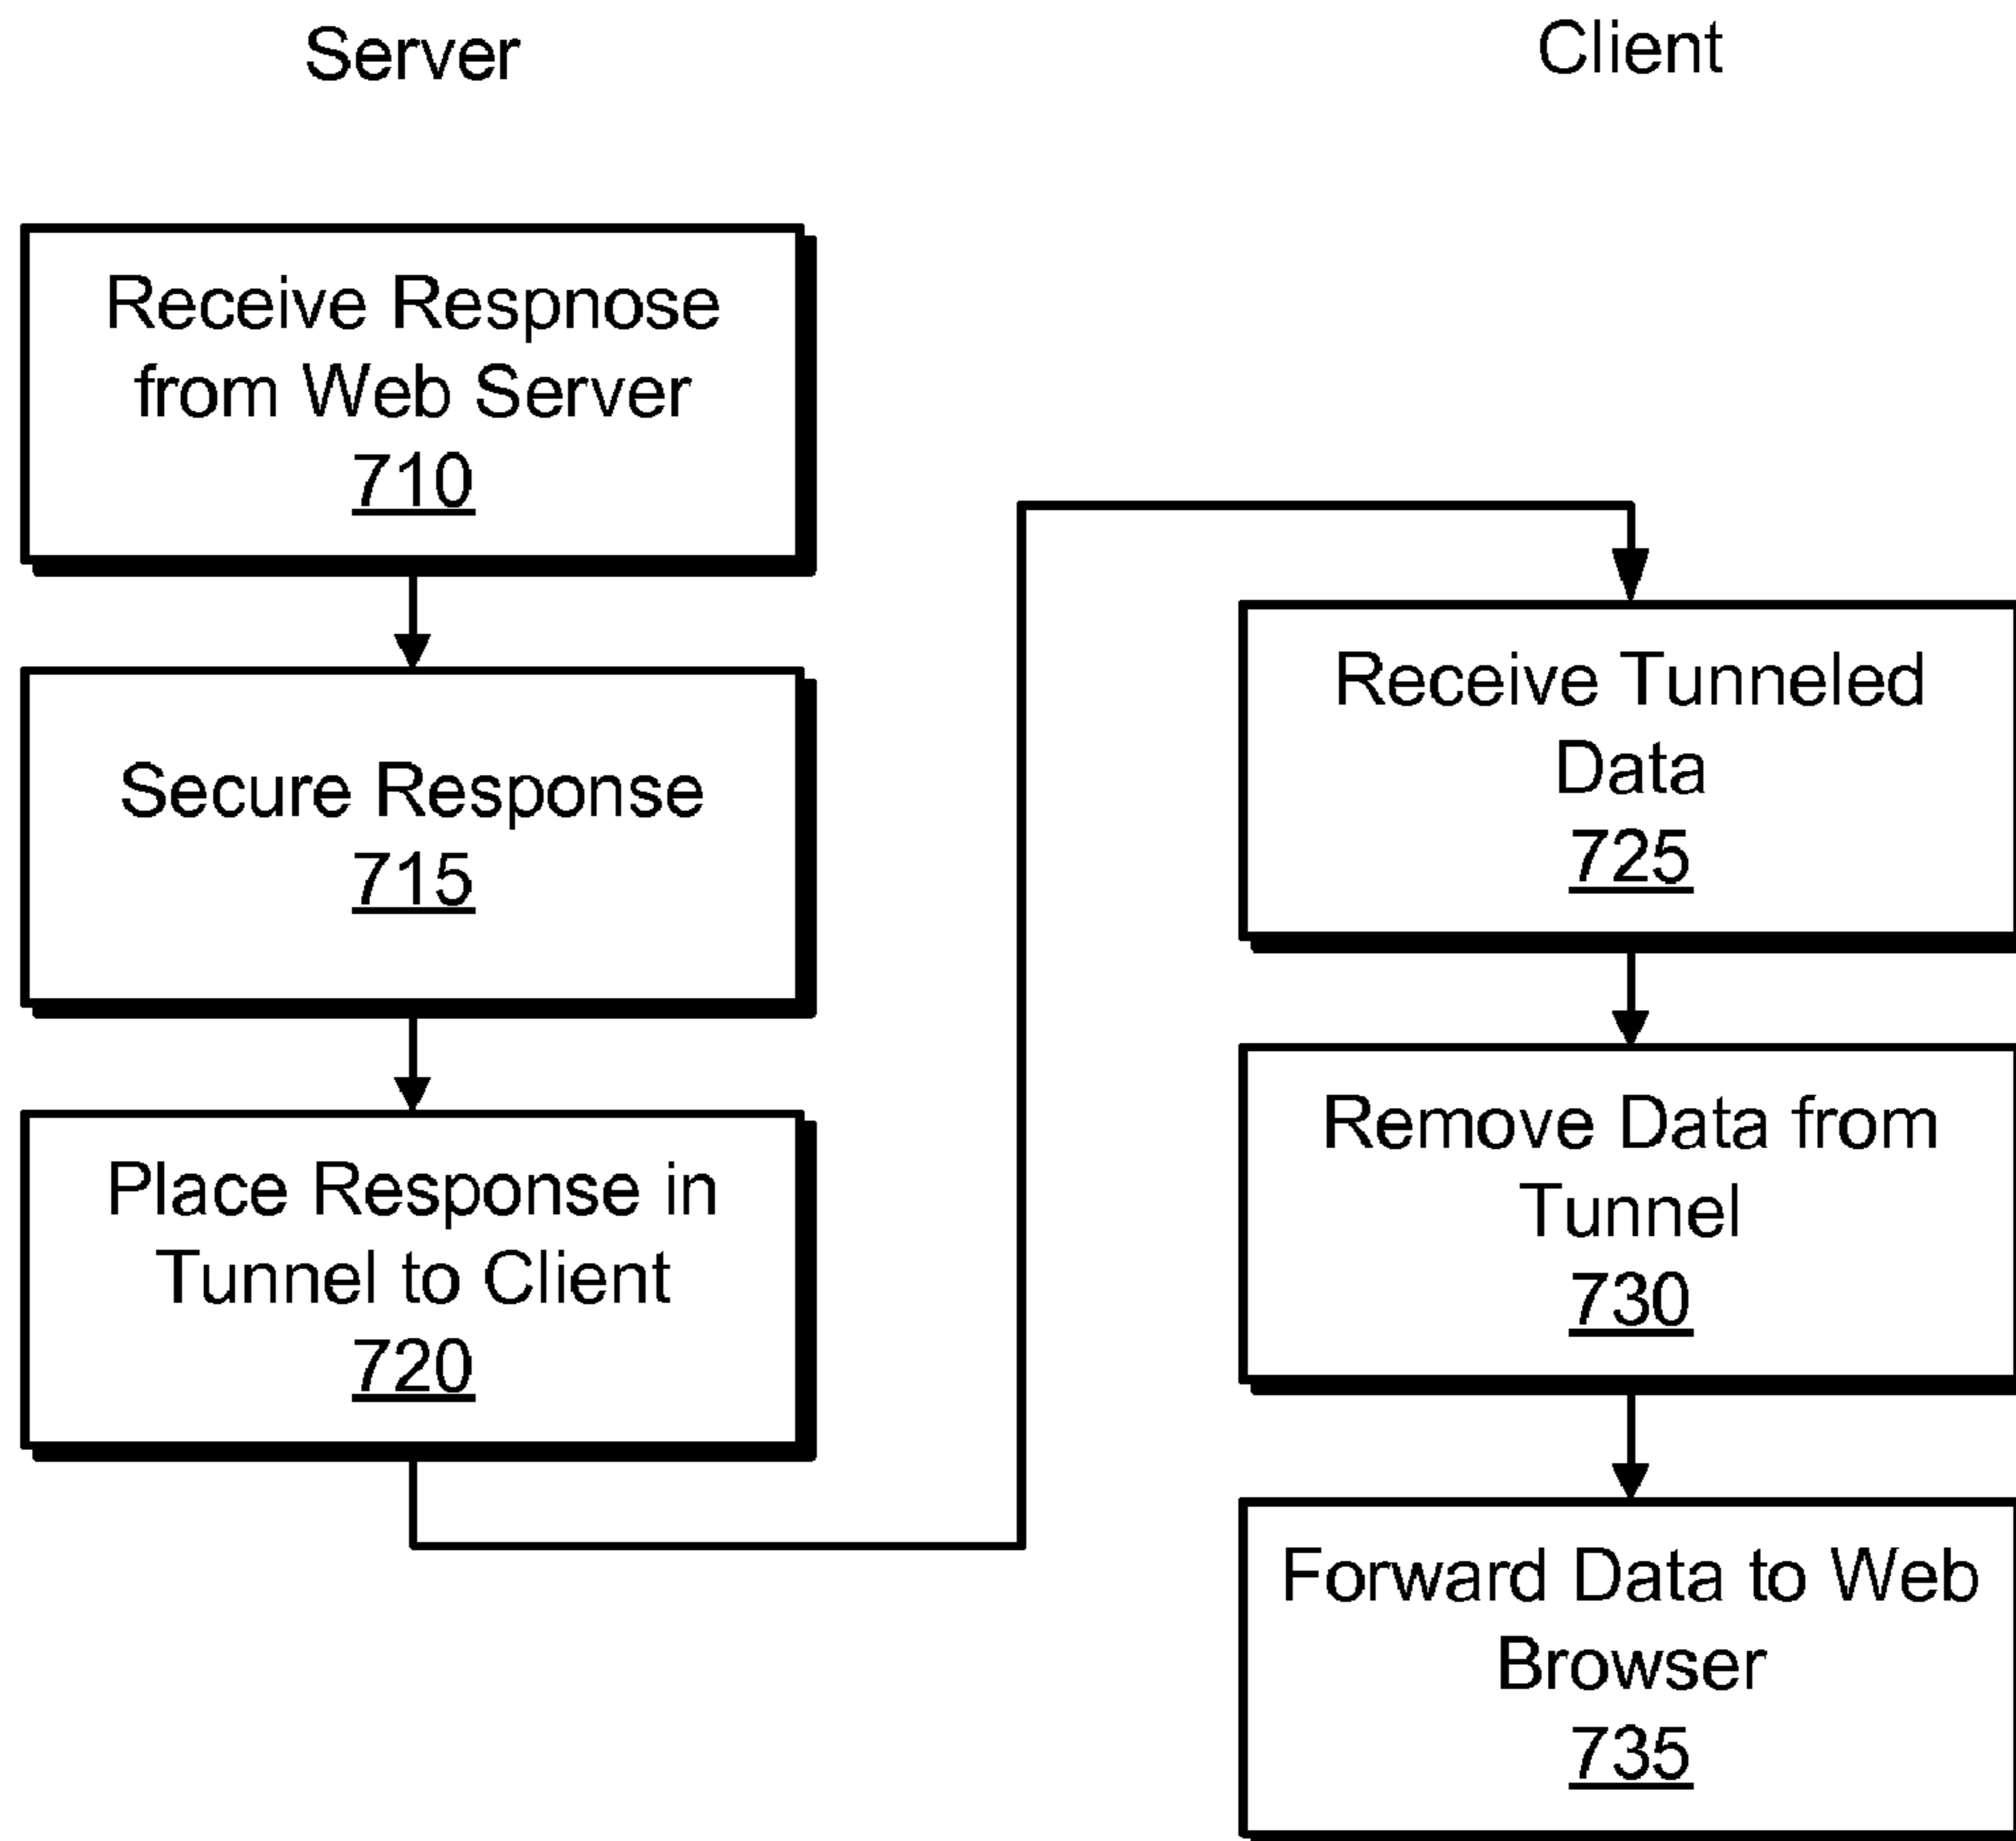 Server
Client
Receive Respnose
from Web Server
710
Secure Response
715
Place Response in
Tunnel to Client
720
Receive Tunneled
Data
725
Remove Data from
Tunnel
730
Forward Data to Web
Browser
735